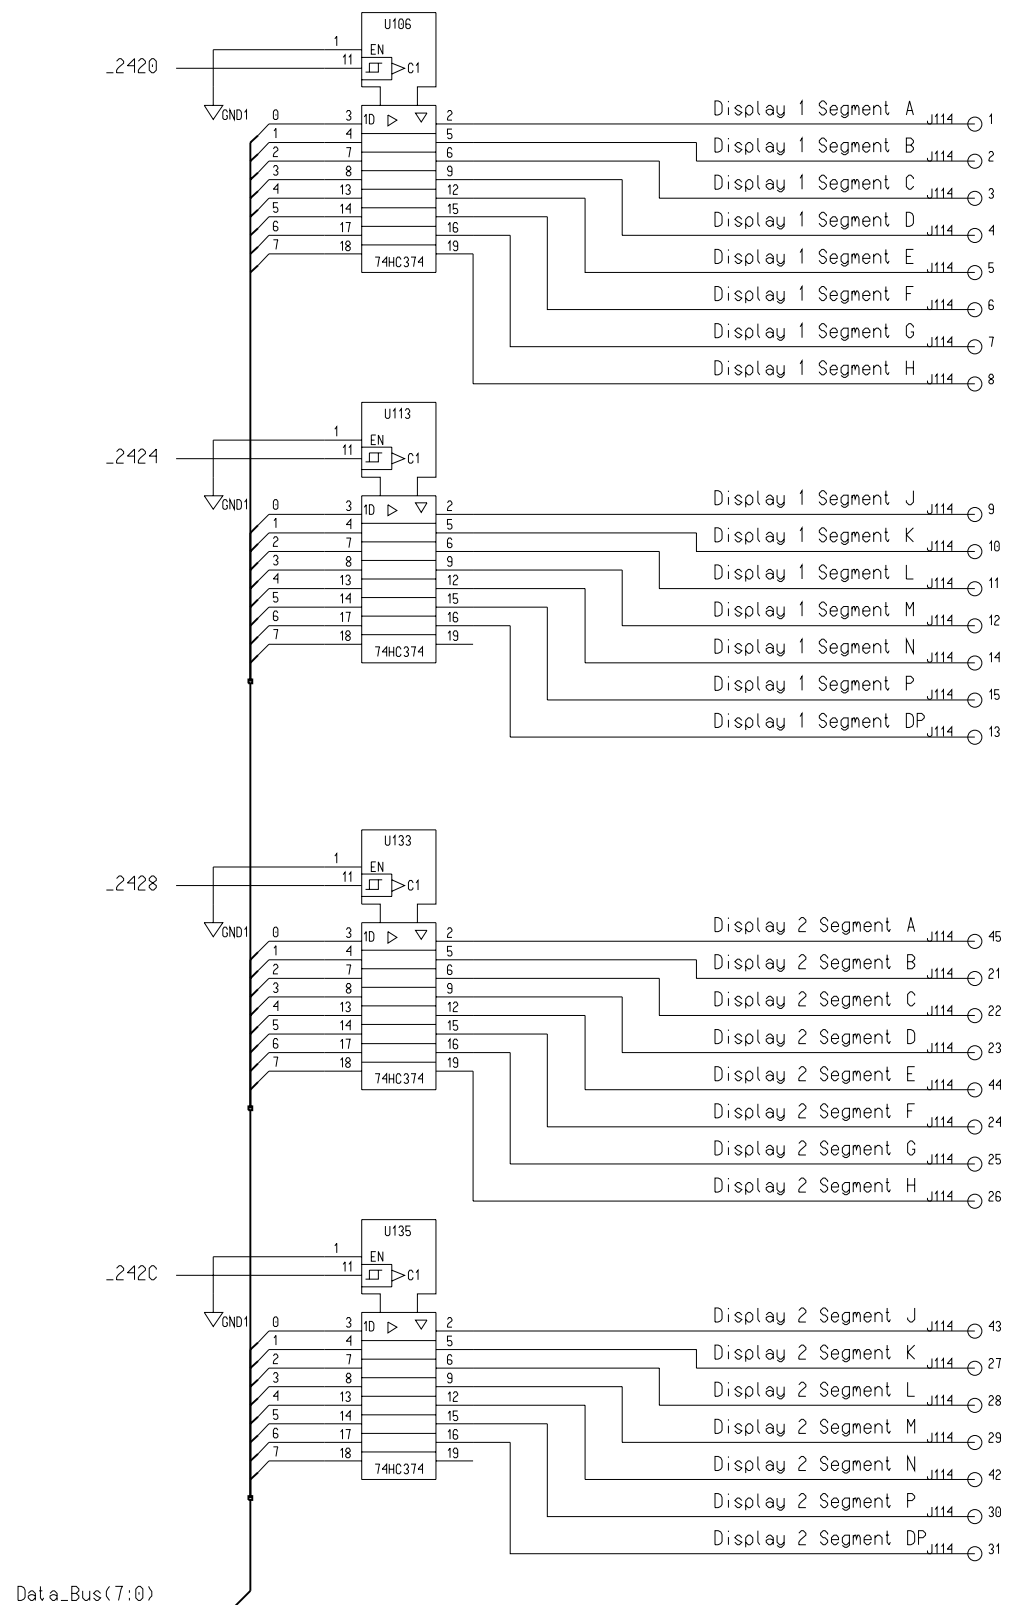 U106
1 EN
_2420 11 C1
GND1
0 3 1D 2 Display 1 Segment A J114 1
1 4 5 Display 1 Segment B J114 2
2 7 6 Display 1 Segment C J114 3
3 8 9 Display 1 Segment D J114 4
4 13 12 Display 1 Segment E J114 5
5 14 15 Display 1 Segment F J114 6
6 17 16 Display 1 Segment G J114 7
7 18 19 Display 1 Segment H J114 8
74HC374
U113
1 EN
_2424 11 C1
GND1
0 3 1D 2 Display 1 Segment J J114 9
1 4 5 Display 1 Segment K J114 10
2 7 6 Display 1 Segment L J114 11
3 8 9 Display 1 Segment M J114 12
4 13 12 Display 1 Segment N J114 14
5 14 15 Display 1 Segment P J114 15
6 17 16 Display 1 Segment DP J114 13
7 18 19
74HC374
U133
1 EN
_2428 11 C1
GND1
0 3 1D 2 Display 2 Segment A J114 45
1 4 5 Display 2 Segment B J114 21
2 7 6 Display 2 Segment C J114 22
3 8 9 Display 2 Segment D J114 23
4 13 12 Display 2 Segment E J114 44
5 14 15 Display 2 Segment F J114 24
6 17 16 Display 2 Segment G J114 25
7 18 19 Display 2 Segment H J114 26
74HC374
U135
1 EN
_242C 11 C1
GND1
0 3 1D 2 Display 2 Segment J J114 43
1 4 5 Display 2 Segment K J114 27
2 7 6 Display 2 Segment L J114 28
3 8 9 Display 2 Segment M J114 29
4 13 12 Display 2 Segment N J114 42
5 14 15 Display 2 Segment P J114 30
6 17 16 Display 2 Segment DP J114 31
7 18 19
74HC374
Data_Bus(7:0)